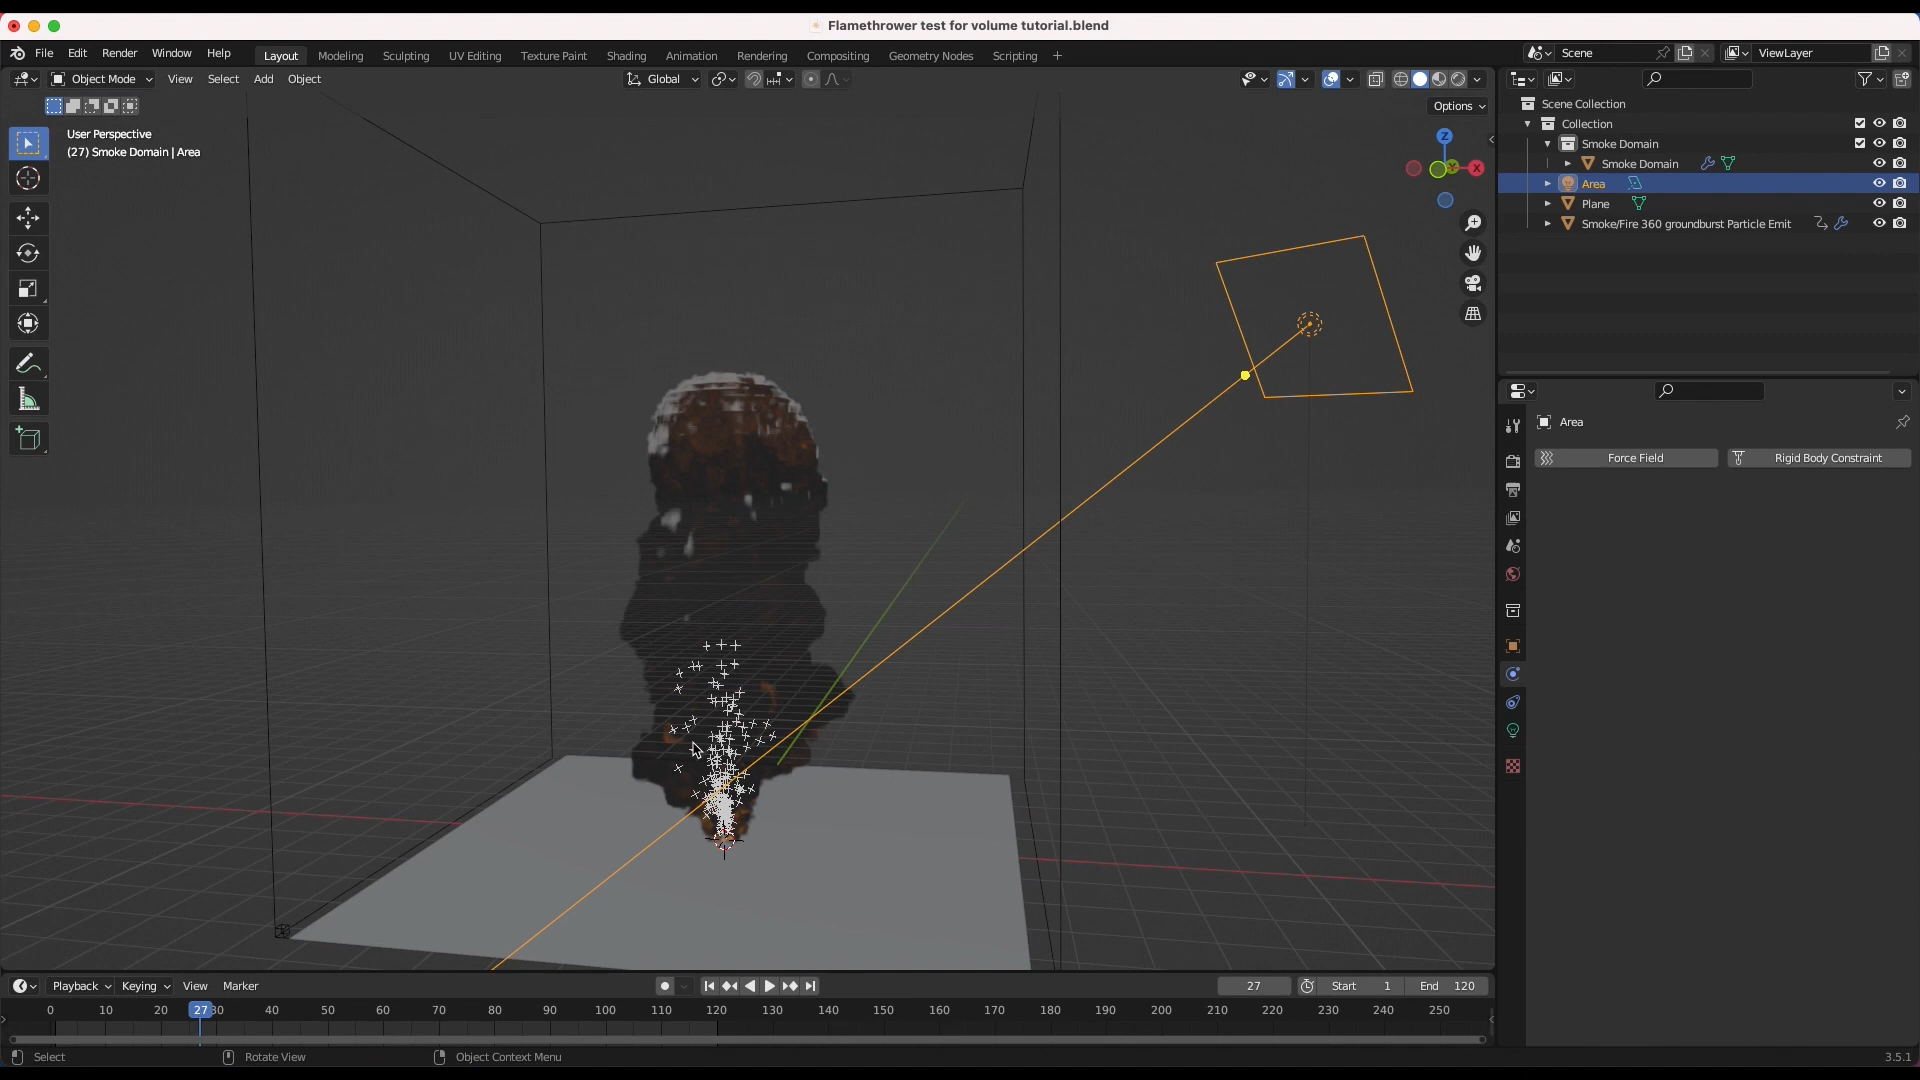 Flamethrower test for volume tutorial.blend
File Edit Render Window Help Layout Modeling Sculpting UV Editing Texture Paint Shading Animation Rendering Compositing Geometry Nodes Scripting + Scene ViewLayer
Object Mode View Select Add Object Global
Options
User Perspective
(27) Smoke Domain | Area
Z
X
Scene Collection
Collection
Smoke Domain
Smoke Domain
Area
Plane
Smoke/Fire 360 groundburst Particle Emit
Area
Force Field Rigid Body Constraint
Playback Keying View Marker 27 Start 1 End 120
0 10 20 27 30 40 50 60 70 80 90 100 110 120 130 140 150 160 170 180 190 200 210 220 230 240 250
Select Rotate View Object Context Menu 3.5.1